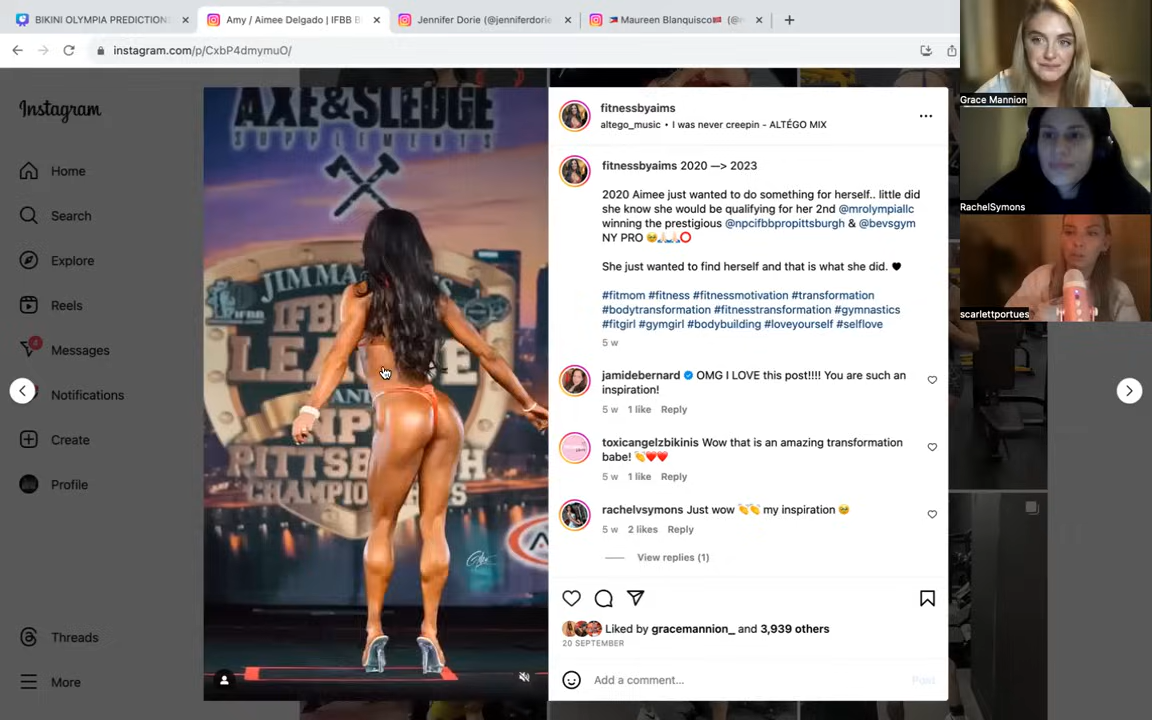 BIKINI OLYMPIA PREDICTION
Amy / Aimee Delgado | IFBB B
Jennifer Dorie (@jenniferdorie
Maureen Blanquisco
instagram.com/p/CxbP4dmymuO/
Grace Mannion
RachelSymons
scarlettportues
Instagram
Home
Search
Explore
Reels
4
Messages
Notifications
Create
Profile
Threads
More
AXE & SLEDGE
SUPPLEMENTS
JIM MA
IFBB
LEAGUE
AND
NP
PITTSBURGH
CHAMPIONSHIPS
fitnessbyaims
altego_music • I was never creepin - ALTÉGO MIX
fitnessbyaims 2020 —> 2023
2020 Aimee just wanted to do something for herself.. little did
she know she would be qualifying for her 2nd @mrolympiallc
winning the prestigious @npcifbbpropittsburgh & @bevsgym
NY PRO 🥹🙏🏻🙏🏻⭕
She just wanted to find herself and that is what she did. 🖤
#fitmom #fitness #fitnessmotivation #transformation
#bodytransformation #fitnesstransformation #gymnastics
#fitgirl #gymgirl #bodybuilding #loveyourself #selflove
5 w
jamidebernard OMG I LOVE this post!!!! You are such an
inspiration!
5 w 1 like Reply
toxicangelzbikinis Wow that is an amazing transformation
babe! 👏❤️❤️
5 w 1 like Reply
rachelvsymons Just wow 👏👏 my inspiration 🥹
5 w 2 likes Reply
View replies (1)
Liked by gracemannion_ and 3,939 others
20 SEPTEMBER
Add a comment...
Post